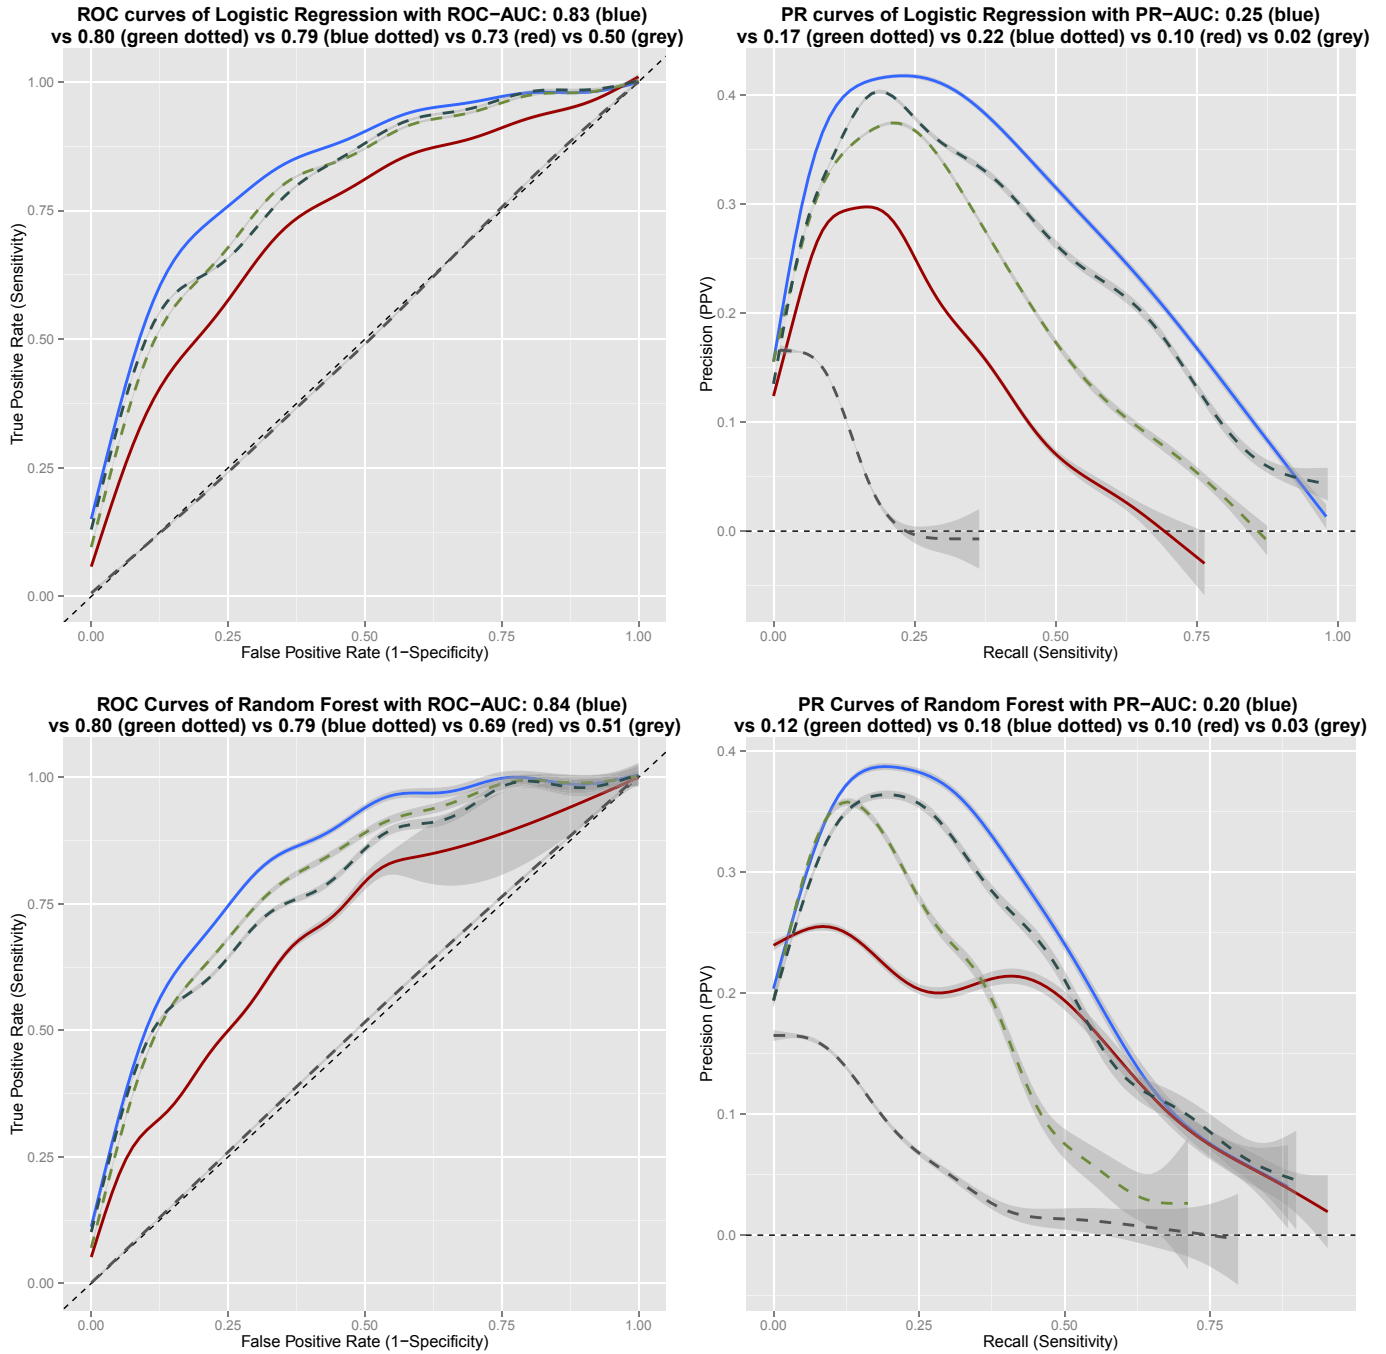 ROC curves of Logistic Regression with ROC−AUC: 0.83 (blue)
vs 0.80 (green dotted) vs 0.79 (blue dotted) vs 0.73 (red) vs 0.50 (grey)
1.00
0.75
0.50
0.25
0.00
True Positive Rate (Sensitivity)
0.00 0.25 0.50 0.75 1.00
False Positive Rate (1−Specificity)
PR curves of Logistic Regression with PR−AUC: 0.25 (blue)
vs 0.17 (green dotted) vs 0.22 (blue dotted) vs 0.10 (red) vs 0.02 (grey)
0.4
0.3
0.2
0.1
0.0
Precision (PPV)
0.00 0.25 0.50 0.75 1.00
Recall (Sensitivity)
ROC Curves of Random Forest with ROC−AUC: 0.84 (blue)
vs 0.80 (green dotted) vs 0.79 (blue dotted) vs 0.69 (red) vs 0.51 (grey)
1.00
0.75
0.50
0.25
0.00
True Positive Rate (Sensitivity)
0.00 0.25 0.50 0.75 1.00
False Positive Rate (1−Specificity)
PR Curves of Random Forest with PR−AUC: 0.20 (blue)
vs 0.12 (green dotted) vs 0.18 (blue dotted) vs 0.10 (red) vs 0.03 (grey)
0.4
0.3
0.2
0.1
0.0
Precision (PPV)
0.00 0.25 0.50 0.75
Recall (Sensitivity)